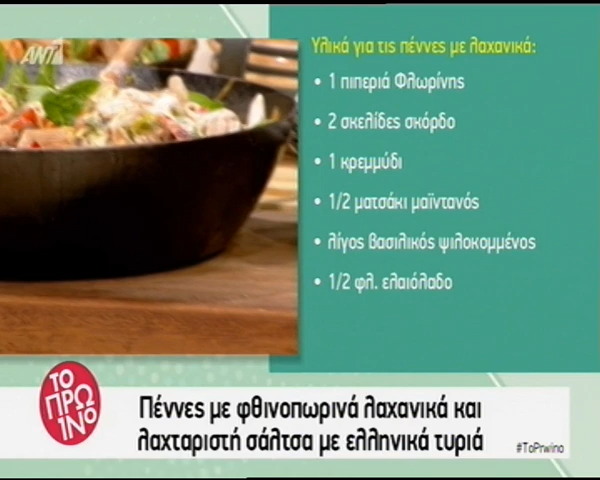 ANT1
Υλικά για τις πέννες με λαχανικά:
• 1 πιπεριά Φλωρίνης
• 2 σκελίδες σκόρδο
• 1 κρεμμύδι
• 1/2 ματσάκι μαϊντανός
• λίγος βασιλικός ψιλοκομμένος
• 1/2 φλ. ελαιόλαδο
ΤΟ
ΠΡΩ
ΙΝΟ
Πέννες με φθινοπωρινά λαχανικά και
λαχταριστή σάλτσα με ελληνικά τυριά
#ToPrwino